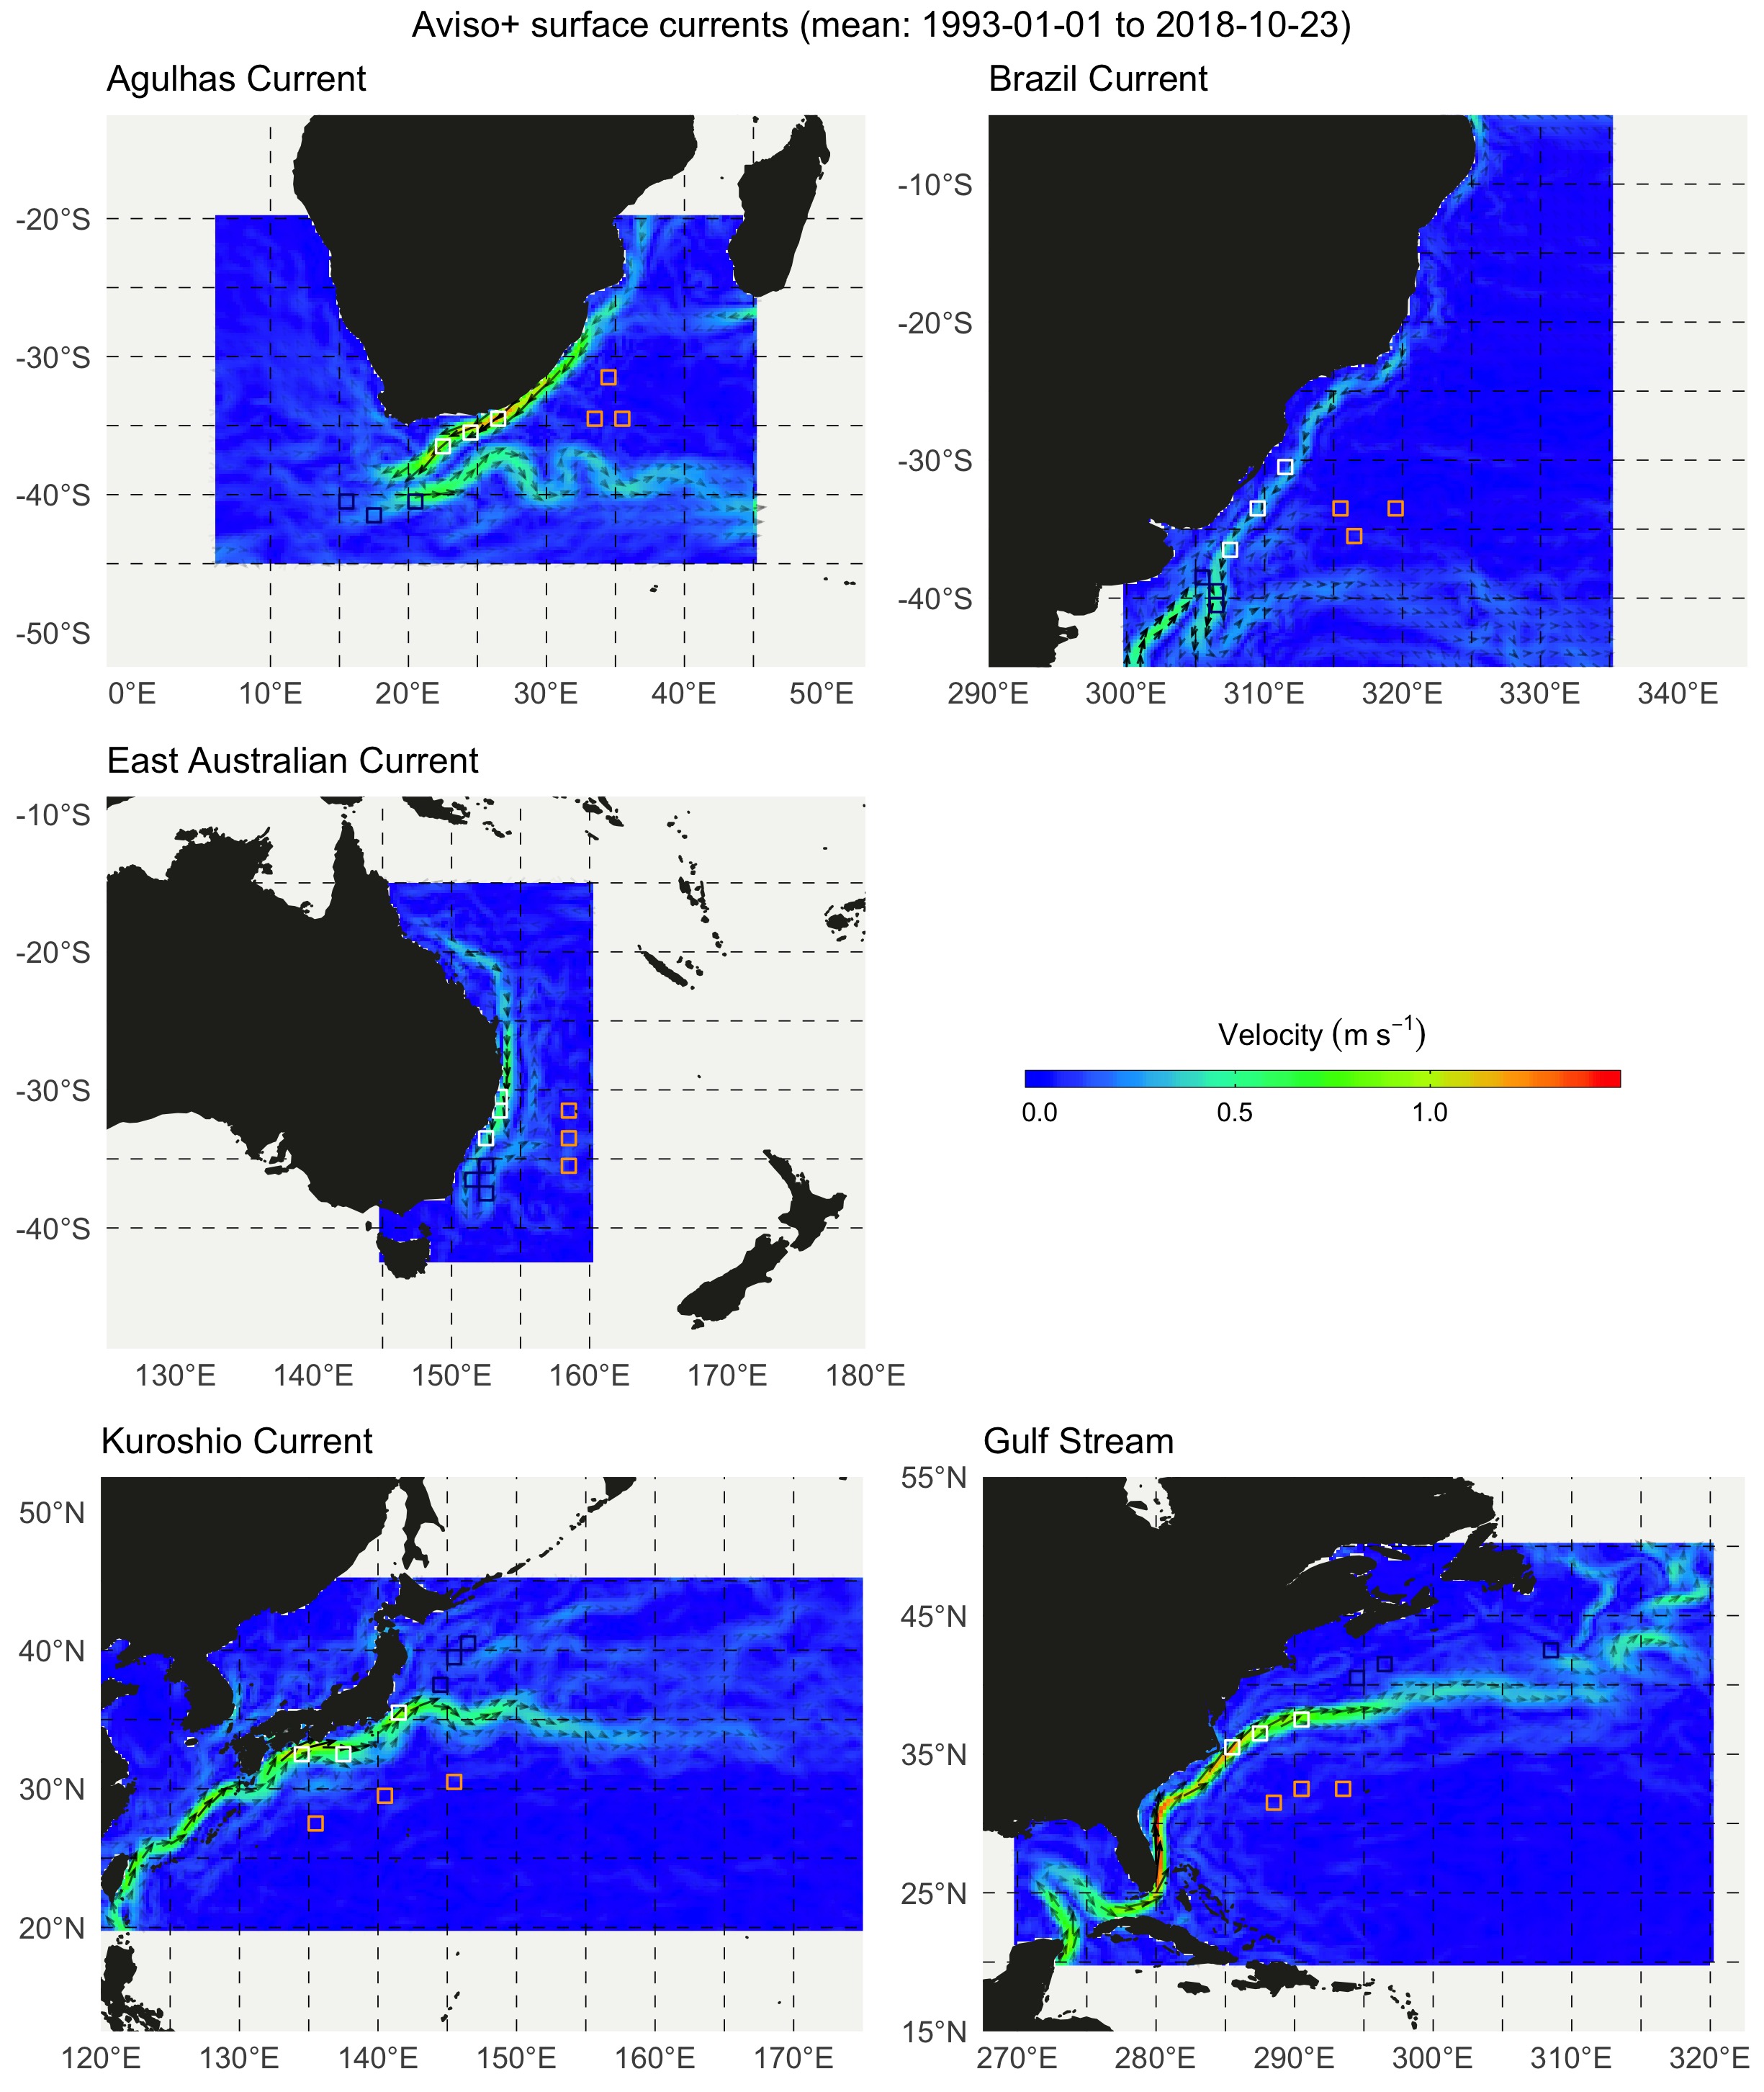 Aviso+ surface currents (mean: 1993-01-01 to 2018-10-23)
Agulhas Current
-20°S
-30°S
-40°S
-50°S
0°E 10°E 20°E 30°E 40°E 50°E
Brazil Current
-10°S
-20°S
-30°S
-40°S
290°E 300°E 310°E 320°E 330°E 340°E
East Australian Current
-10°S
-20°S
-30°S
-40°S
130°E 140°E 150°E 160°E 170°E 180°E
Velocity (m s⁻¹)
0.0 0.5 1.0
Kuroshio Current
50°N
40°N
30°N
20°N
120°E 130°E 140°E 150°E 160°E 170°E
Gulf Stream
55°N
45°N
35°N
25°N
15°N
270°E 280°E 290°E 300°E 310°E 320°E